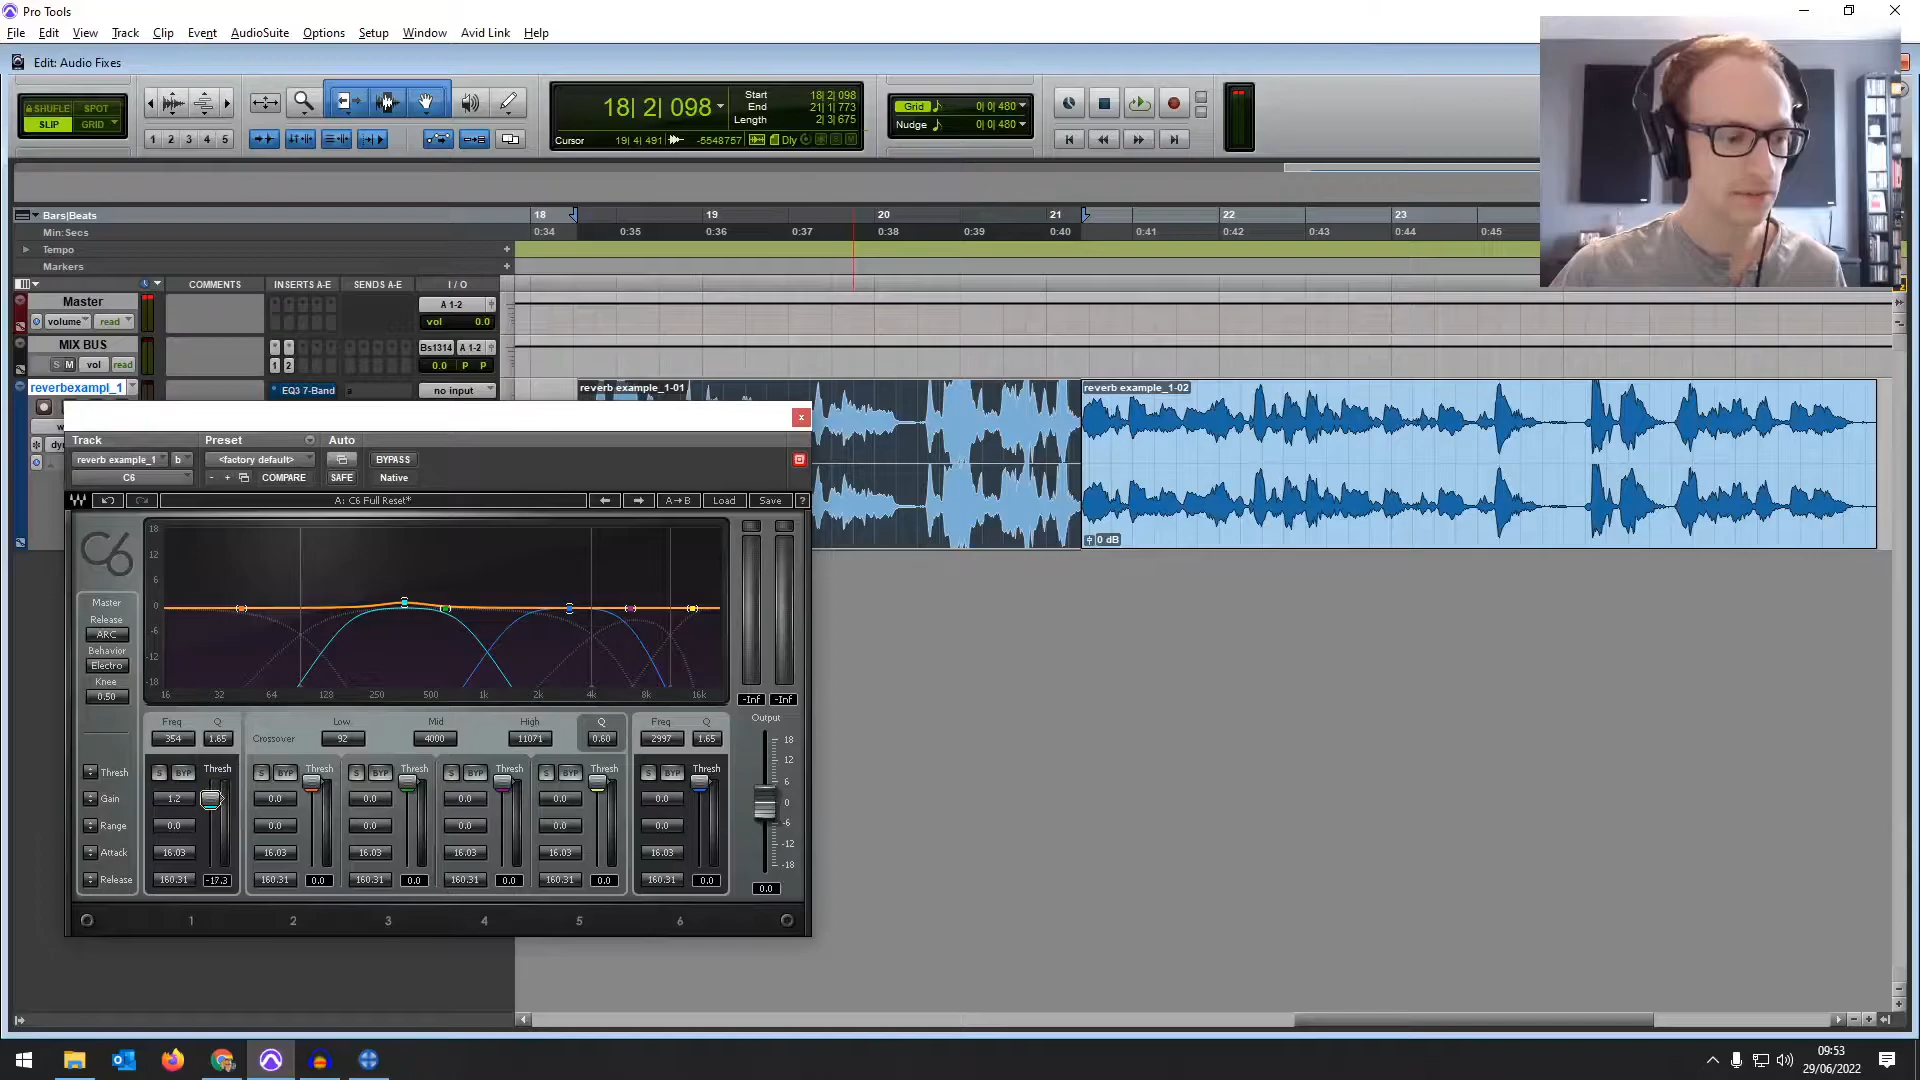 Pro Tools
File Edit View Track Clip Event AudioSuite Options Setup Window Avid Link Help
Edit: Audio Fixes
SHUFLE SPOT
SLIP GRID
1 2 3 4 5
18| 2| 098
Start 18| 2| 098
End 21| 1| 773
Length 2| 3| 675
Cursor 19| 4| 491 -5548757 Dly
Grid 0| 0| 480
Nudge 0| 0| 480
Bars|Beats 18 19 20 21 22 23
Min:Secs 0:34 0:35 0:36 0:37 0:38 0:39 0:40 0:41 0:42 0:43 0:44 0:45
Tempo
Markers
COMMENTS INSERTS A-E SENDS A-E I / O
Master A 1-2
volume read vol 0.0
MIX BUS Bs1314 A 1-2
S M vol read 1 2 0.0 P P
reverbexampl_1 EQ3 7-Band no input
reverb example_1-01 reverb example_1-02
0 dB
Track Preset Auto
reverb example_1 b <factory default> BYPASS
C6 - + COMPARE SAFE Native
A: C6 Full Reset* A→B Load Save ?
C6
18
12
6
0
-6
-12
-18
16 32 64 128 250 500 1k 2k 4k 8k 16k
-Inf -Inf
Master
Release
ARC
Behavior
Electro
Knee
0.50
Freq Q Low Mid High Q Freq Q Output
354 1.65 Crossover 92 4000 11071 0.60 2997 1.65
Thresh S BYP Thresh S BYP Thresh S BYP Thresh S BYP Thresh S BYP Thresh S BYP Thresh
Gain 1.2 0.0 0.0 0.0 0.0 0.0
Range 0.0 0.0 0.0 0.0 0.0 0.0
Attack 16.03 16.03 16.03 16.03 16.03 16.03
Release 160.31 -17.3 160.31 0.0 160.31 0.0 160.31 0.0 160.31 0.0 160.31 0.0
18
12
6
0
-6
-12
-18
0.0
1 2 3 4 5 6
09:53
29/06/2022